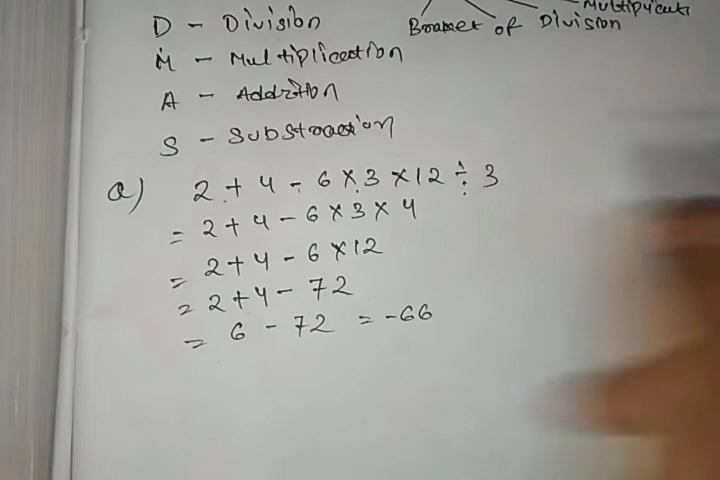 Multiplicati
D - Division Bracket of Division
M - Multiplication
A - Addition
S - Substraction
a) 2 + 4 - 6 × 3 × 12 ÷ 3
= 2 + 4 - 6 × 3 × 4
= 2 + 4 - 6 × 12
= 2 + 4 - 72
= 6 - 72 = -66